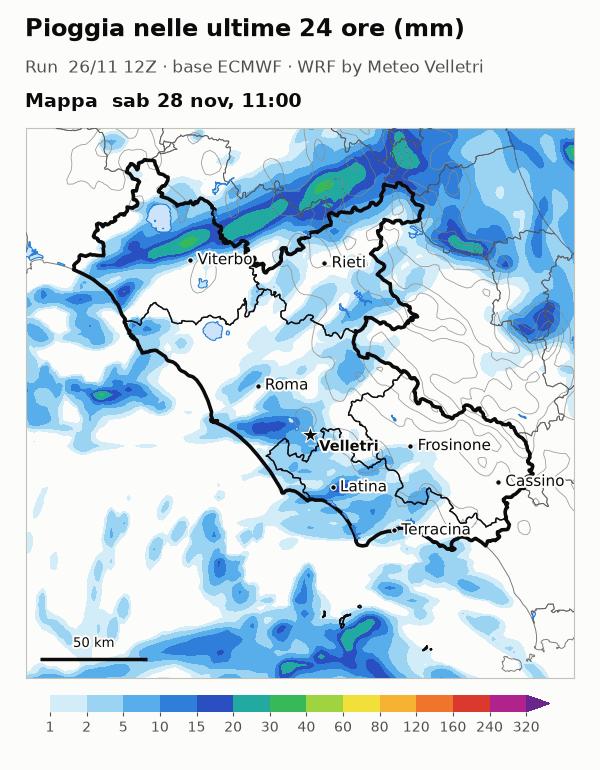 Pioggia nelle ultime 24 ore (mm)
Run 26/11 12Z · base ECMWF · WRF by Meteo Velletri
Mappa sab 28 nov, 11:00
Viterbo
Rieti
Roma
Velletri
Frosinone
Cassino
Latina
Terracina
50 km
1 2 5 10 15 20 30 40 60 80 120 160 240 320